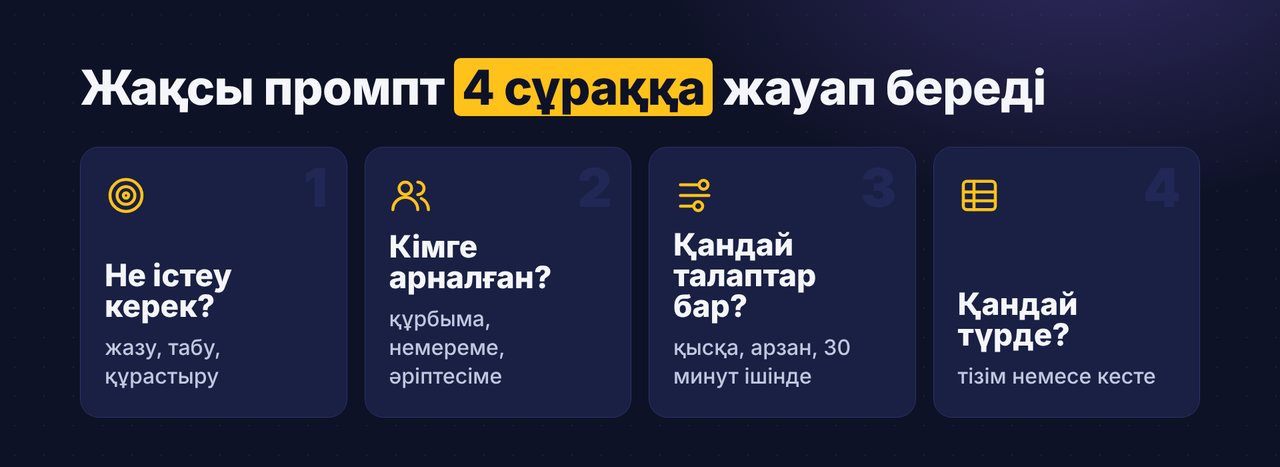 Жақсы промпт 4 сұраққа жауап береді
1
Не істеу
керек?
жазу, табу,
құрастыру
2
Кімге
арналған?
құрбыма,
немереме,
әріптесіме
3
Қандай
талаптар
бар?
қысқа, арзан, 30
минут ішінде
4
Қандай
түрде?
тізім немесе кесте